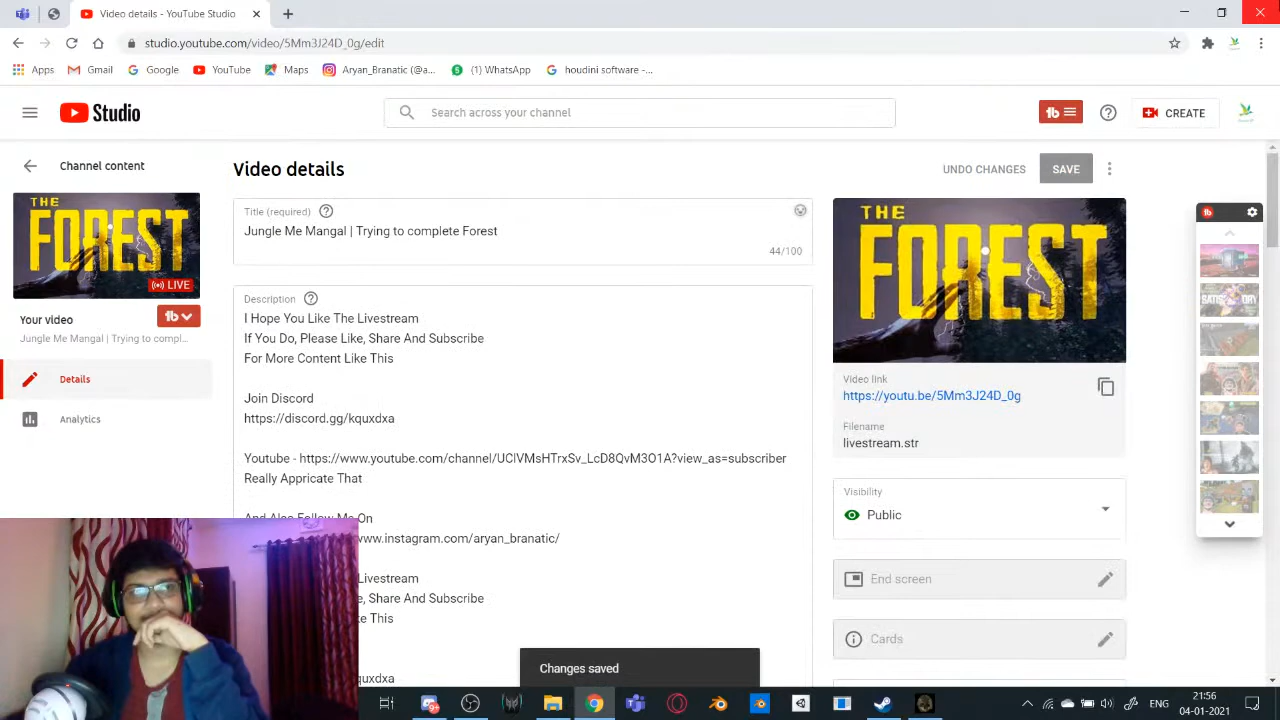 Video details - YouTube Studio
studio.youtube.com/video/5Mm3J24D_0g/edit
Apps Gmail Google YouTube Maps Aryan_Branatic (@a... (1) WhatsApp houdini software -...
Studio
Search across your channel
CREATE
Channel content
Video details
UNDO CHANGES
SAVE
THE
FOREST
LIVE
Your video
Jungle Me Mangal | Trying to compl...
Details
Analytics
Title (required)
Jungle Me Mangal | Trying to complete Forest
44/100
Description
I Hope You Like The Livestream
If You Do, Please Like, Share And Subscribe
For More Content Like This
Join Discord
https://discord.gg/kquxdxa
Youtube - https://www.youtube.com/channel/UCIVMsHTrxSv_LcD8QvM3O1A?view_as=subscriber
Really Appricate That
And Also Follow Me On
www.instagram.com/aryan_branatic/
Livestream
e, Share And Subscribe
ke This
quxdxa
THE
FOREST
Video link
https://youtu.be/5Mm3J24D_0g
Filename
livestream.str
Visibility
Public
End screen
Cards
Changes saved
ENG
21:56
04-01-2021